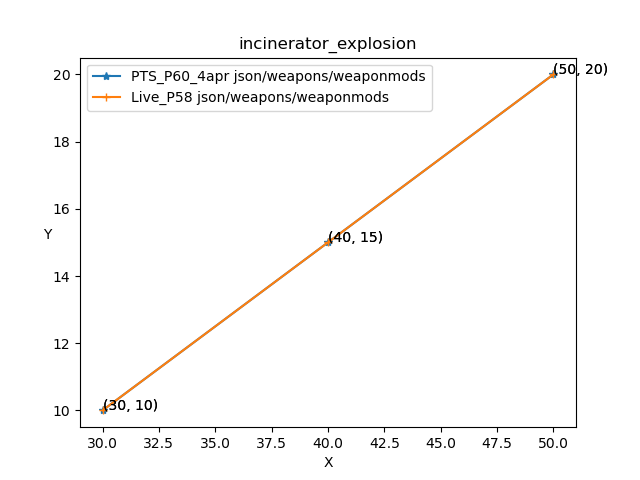 incinerator_explosion
PTS_P60_4apr json/weapons/weaponmods
Live_P58 json/weapons/weaponmods
(50, 20)
(40, 15)
(30, 10)
Y
20
18
16
14
12
10
30.0 32.5 35.0 37.5 40.0 42.5 45.0 47.5 50.0
X